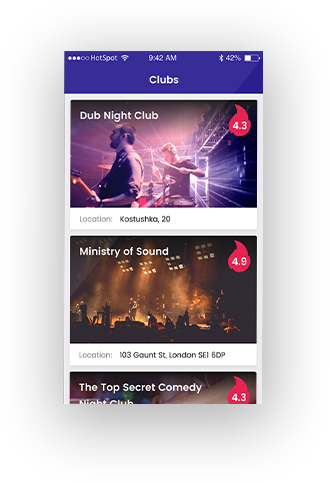 HotSpot 9:42 AM 42%
Clubs
Dub Night Club
4.3
Location: Kostushka, 20
Ministry of Sound
4.9
Location: 103 Gaunt St, London SE1 6DP
The Top Secret Comedy
Night Club
4.3